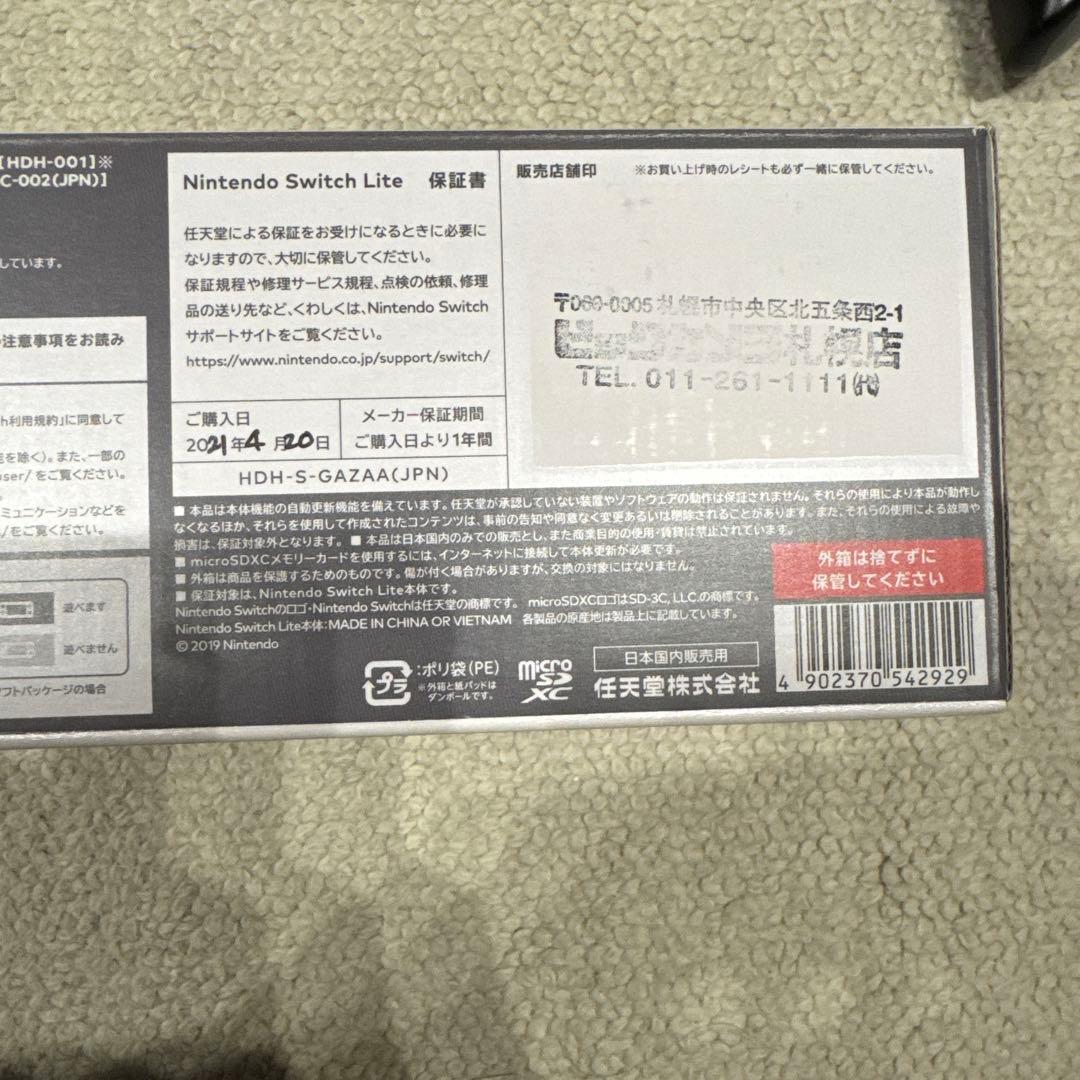 [HDH-001]※
C-002(JPN)]
しています。
注意事項をお読み
h利用規約」に同意して
を除く)。また、一部の
user/ をご覧ください。
ミュニケーションなどを
/をご覧ください。
遊べます
遊べません
フトパッケージの場合
Nintendo Switch Lite 保証書
任天堂による保証をお受けになるときに必要に
なりますので、大切に保管してください。
保証規程や修理サービス規程、点検の依頼、修理
品の送り先など、くわしくは、Nintendo Switch
サポートサイトをご覧ください。
https://www.nintendo.co.jp/support/switch/
ご購入日
2021年4月20日
メーカー保証期間
ご購入日より1年間
HDH-S-GAZAA(JPN)
販売店舗印 ※お買い上げ時のレシートも必ず一緒に保管してください。
〒060-0005 札幌市中央区北五条西2-1
札幌店
TEL. 011-261-1111(代)
■ 本品は本体機能の自動更新機能を備えています。任天堂が承認していない装置やソフトウェアの動作は保証されません。それらの使用により本品が動作し
なくなるほか、それらを使用して作成されたコンテンツは、事前の告知や同意なく変更あるいは削除されることがあります。また、それらの使用による故障や
損害は、保証対象外となります。 ■ 本品は日本国内のみでの販売とし、また商業目的の使用・賃貸は禁止されています。
■ microSDXCメモリーカードを使用するには、インターネットに接続して本体更新が必要です。
■ 外箱は商品を保護するためのものです。傷が付く場合がありますが、交換の対象にはなりません。
■ 保証対象は、Nintendo Switch Lite本体です。
Nintendo Switchのロゴ・Nintendo Switchは任天堂の商標です。 microSDXCロゴはSD-3C, LLC.の商標です。
Nintendo Switch Lite本体：MADE IN CHINA OR VIETNAM 各製品の原産地は製品上に記載しています。
© 2019 Nintendo
プラ
：ポリ袋(PE)
※外箱と紙パッドは
ダンボールです。
micro
SD
XC
日本国内販売用
任天堂株式会社
外箱は捨てずに
保管してください
4 902370 542929